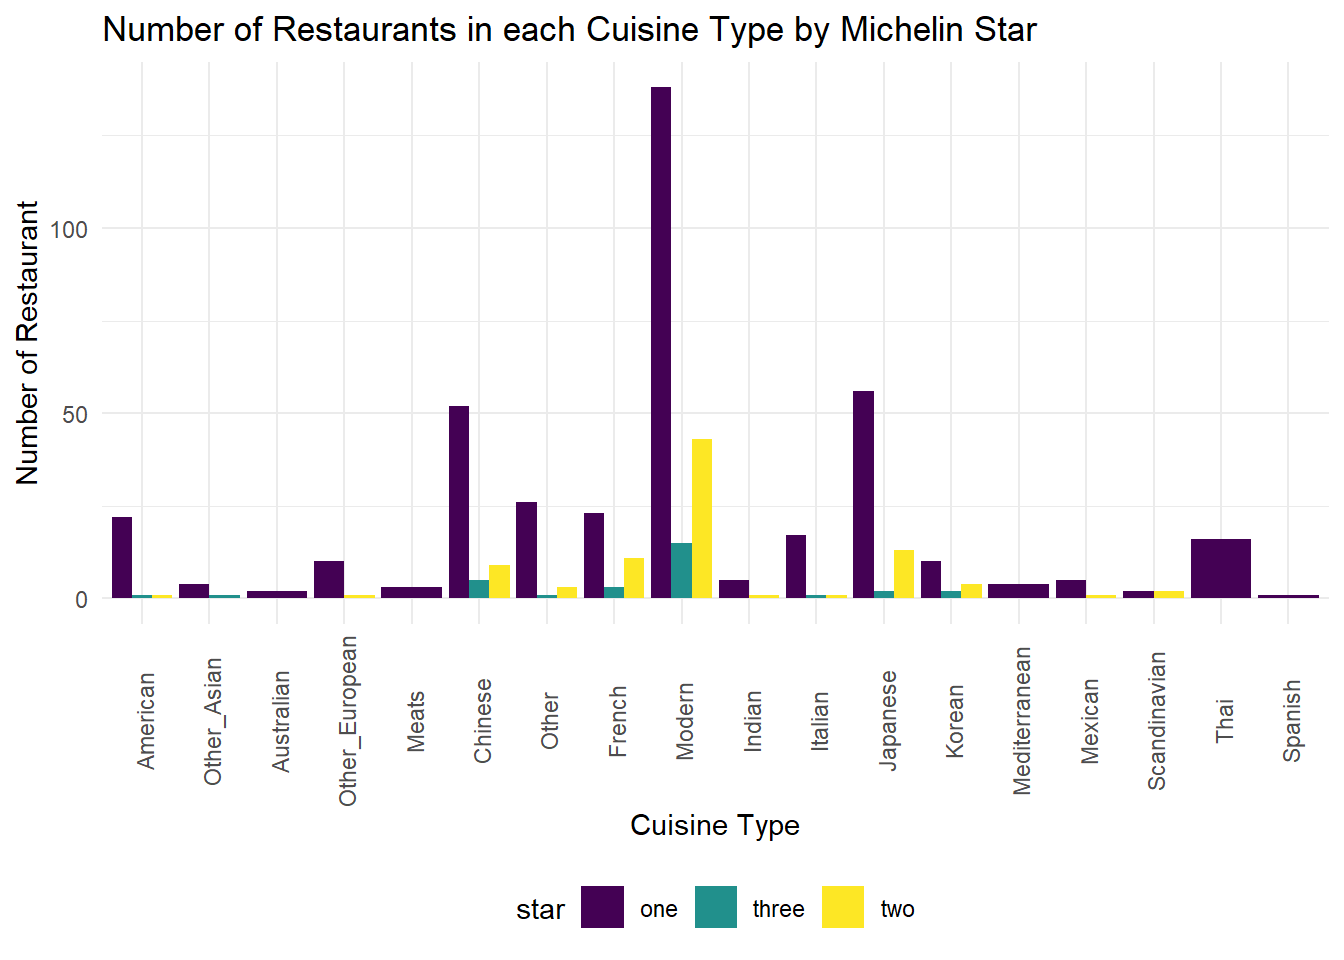 Number of Restaurants in each Cuisine Type by Michelin Star
Number of Restaurant
100
50
0
American
Other_Asian
Australian
Other_European
Meats
Chinese
Other
French
Modern
Indian
Italian
Japanese
Korean
Mediterranean
Mexican
Scandinavian
Thai
Spanish
Cuisine Type
star one three two